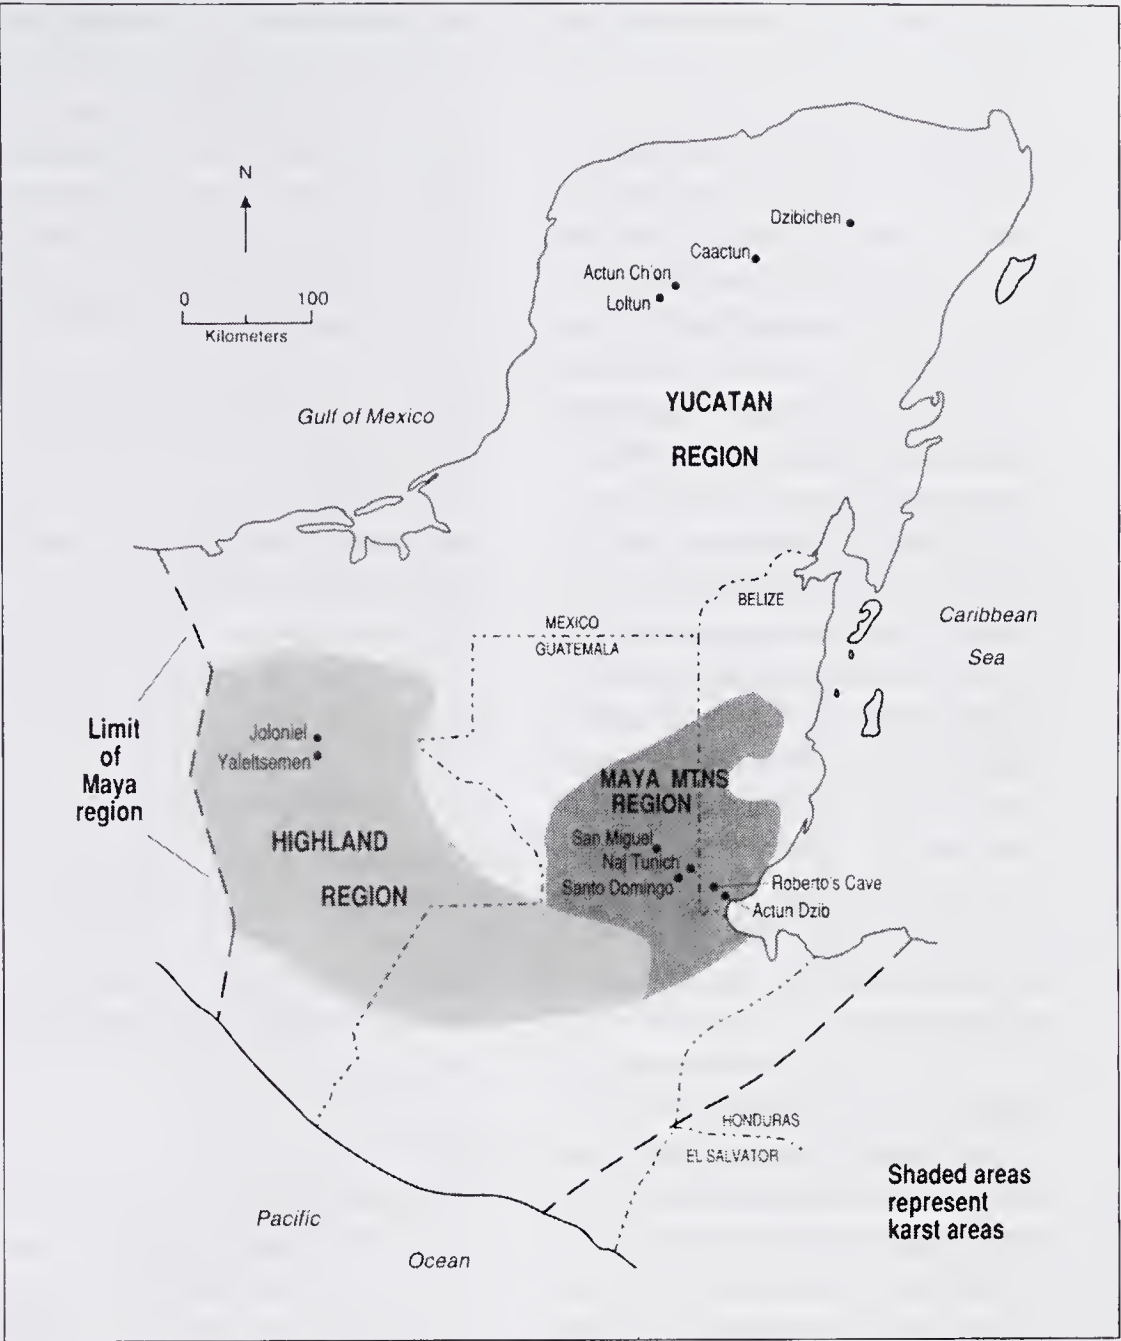 N
0 100
Kilometers
Dzibichen
Caactun
Actun Ch'on
Loltun
YUCATAN
REGION
Gulf of Mexico
BELIZE
MEXICO
GUATEMALA
Caribbean
Sea
Limit
of
Maya
region
Joloniel
Yaleltsemen
HIGHLAND
REGION
MAYA MTNS
REGION
San Miguel
Naj Tunich
Santo Domingo
Roberto's Cave
Actun Dzib
HONDURAS
EL SALVATOR
Shaded areas
represent
karst areas
Pacific
Ocean